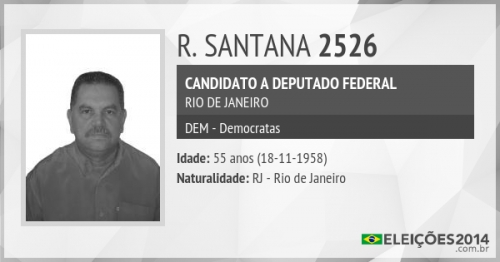 R. SANTANA 2526
CANDIDATO A DEPUTADO FEDERAL
RIO DE JANEIRO
DEM - Democratas
Idade: 55 anos (18-11-1958)
Naturalidade: RJ - Rio de Janeiro
ELEIÇÕES2014
.com.br